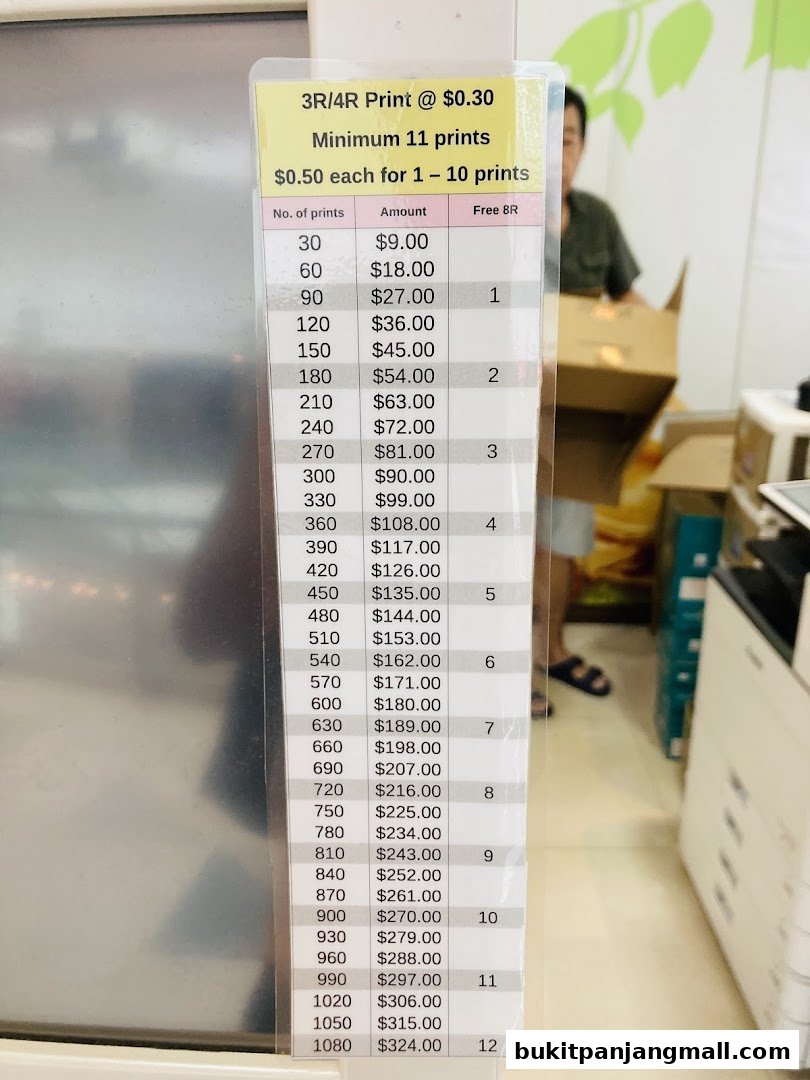 3R/4R Print @ $0.30
Minimum 11 prints
$0.50 each for 1 – 10 prints
No. of prints Amount Free 8R
30 $9.00
60 $18.00
90 $27.00 1
120 $36.00
150 $45.00
180 $54.00 2
210 $63.00
240 $72.00
270 $81.00 3
300 $90.00
330 $99.00
360 $108.00 4
390 $117.00
420 $126.00
450 $135.00 5
480 $144.00
510 $153.00
540 $162.00 6
570 $171.00
600 $180.00
630 $189.00 7
660 $198.00
690 $207.00
720 $216.00 8
750 $225.00
780 $234.00
810 $243.00 9
840 $252.00
870 $261.00
900 $270.00 10
930 $279.00
960 $288.00
990 $297.00 11
1020 $306.00
1050 $315.00
1080 $324.00 12
bukitpanjangmall.com